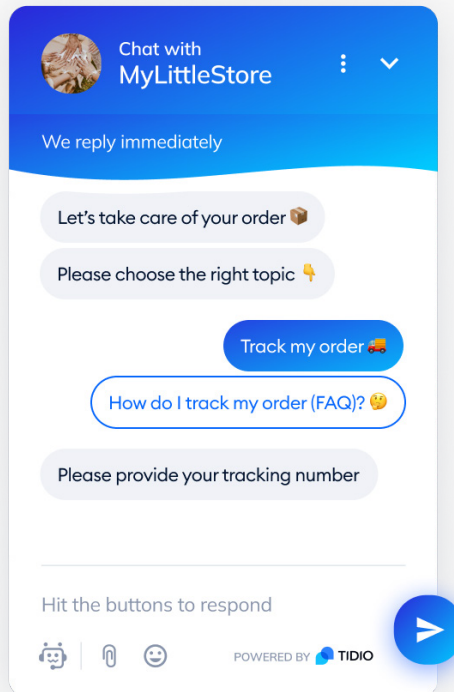 Chat with
MyLittleStore
We reply immediately
Let's take care of your order 📦
Please choose the right topic 👇
Track my order 🚚
How do I track my order (FAQ)? 🤔
Please provide your tracking number
Hit the buttons to respond
POWERED BY TIDIO